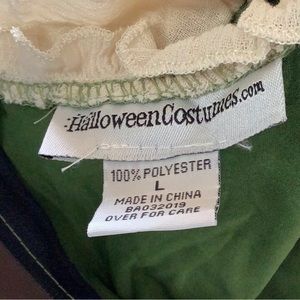 HalloweenCostumes.com
100% POLYESTER
L
MADE IN CHINA
BA032019
OVER FOR CARE